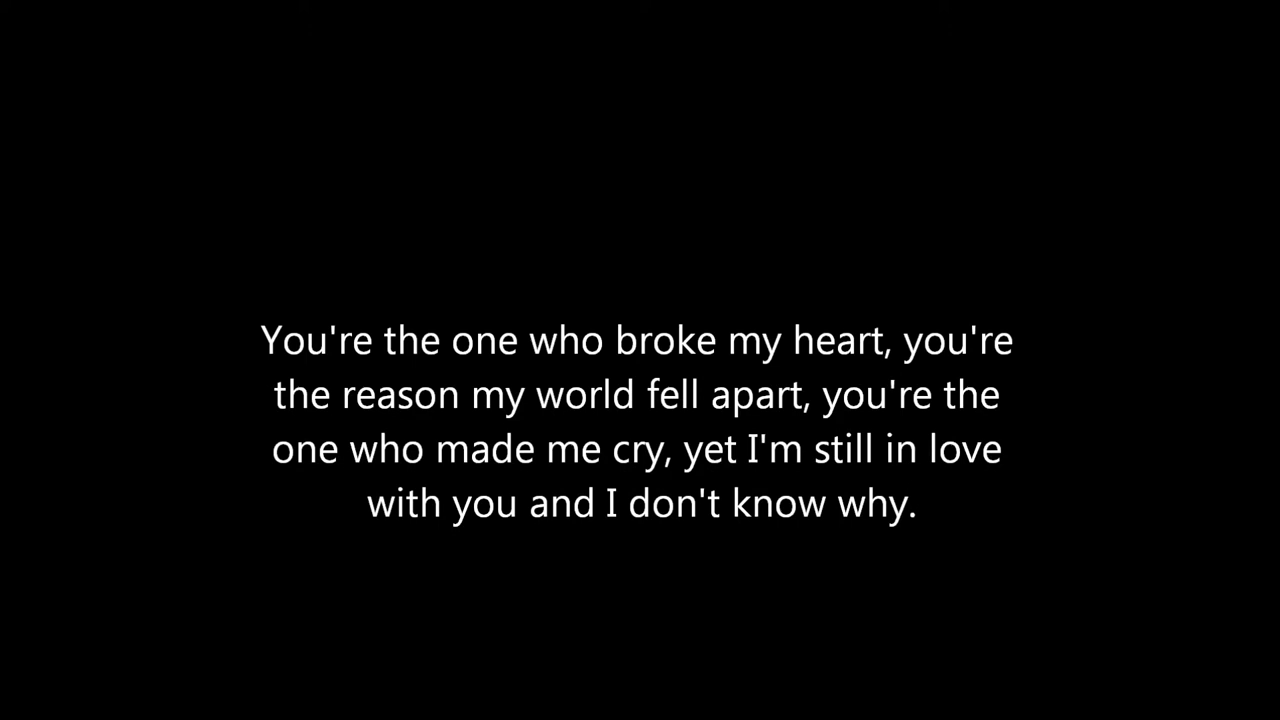 You're the one who broke my heart, you're
the reason my world fell apart, you're the
one who made me cry, yet I'm still in love
with you and I don't know why.